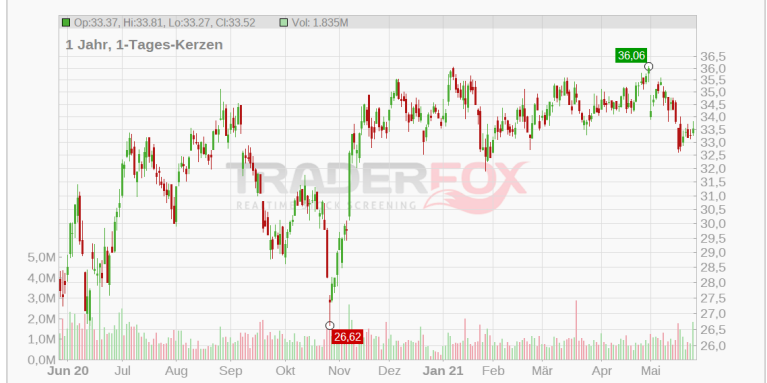 Op:33.37, Hi:33.81, Lo:33.27, Cl:33.52 Vol: 1.835M
1 Jahr, 1-Tages-Kerzen
36,06
36,5
36,0
35,5
35,0
34,5
34,0
33,5
33,0
32,5
32,0
31,5
31,0
30,5
30,0
29,5
29,0
28,5
28,0
27,5
27,0
26,5
26,0
TRADERFOX
REALTIME STOCK SCREENING
5,0M
4,0M
3,0M
2,0M
1,0M
0,0M
26,62
Jun 20 Jul Aug Sep Okt Nov Dez Jan 21 Feb Mär Apr Mai